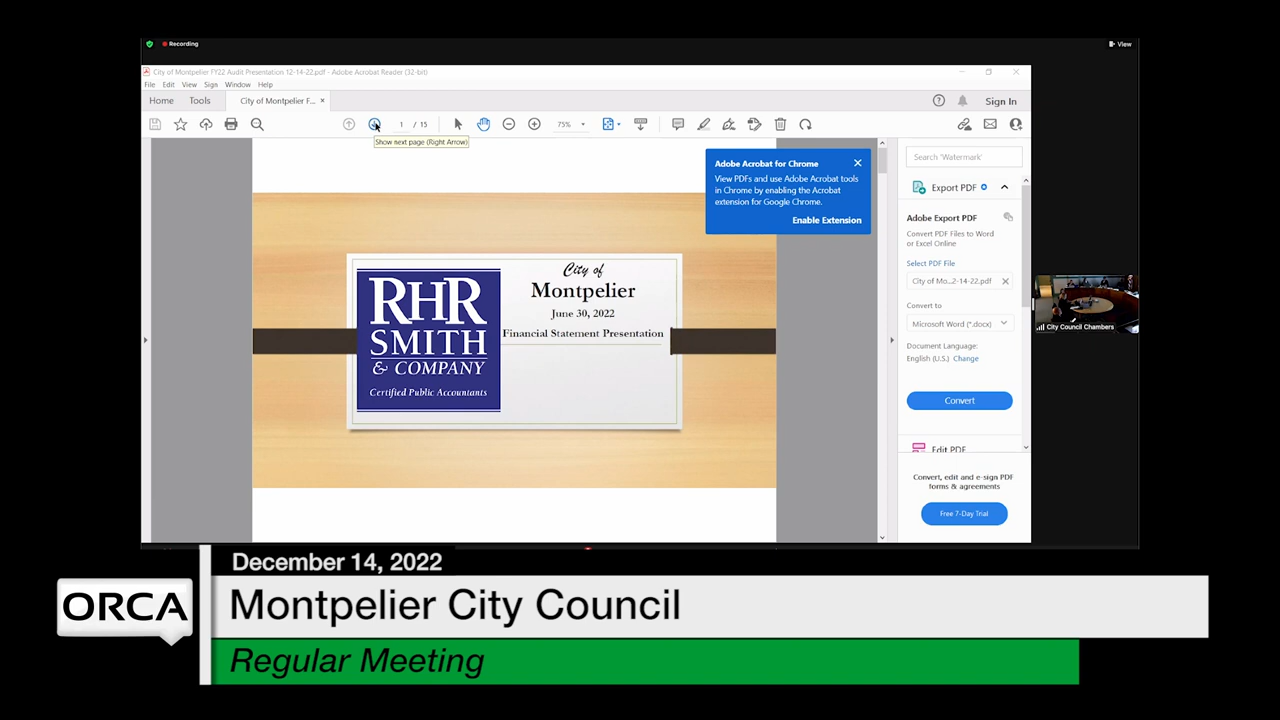 Recording
View
City of Montpelier FY22 Audit Presentation 12-14-22.pdf - Adobe Acrobat Reader (32-bit)
File Edit View Sign Window Help
Home Tools City of Montpelier F... × Sign In
1 / 15 75%
Show next page (Right Arrow)
Adobe Acrobat for Chrome
View PDFs and use Adobe Acrobat tools
in Chrome by enabling the Acrobat
extension for Google Chrome.
Enable Extension
Search 'Watermark'
Export PDF
Adobe Export PDF
Convert PDF Files to Word
or Excel Online
Select PDF File
City of Mo...2-14-22.pdf
Convert to
Microsoft Word (*.docx)
Document Language:
English (U.S.) Change
Convert
Edit PDF
Convert, edit and e-sign PDF
forms & agreements
Free 7-Day Trial
RHR
SMITH
& COMPANY
Certified Public Accountants
City of
Montpelier
June 30, 2022
Financial Statement Presentation
City Council Chambers
December 14, 2022
ORCA
Montpelier City Council
Regular Meeting